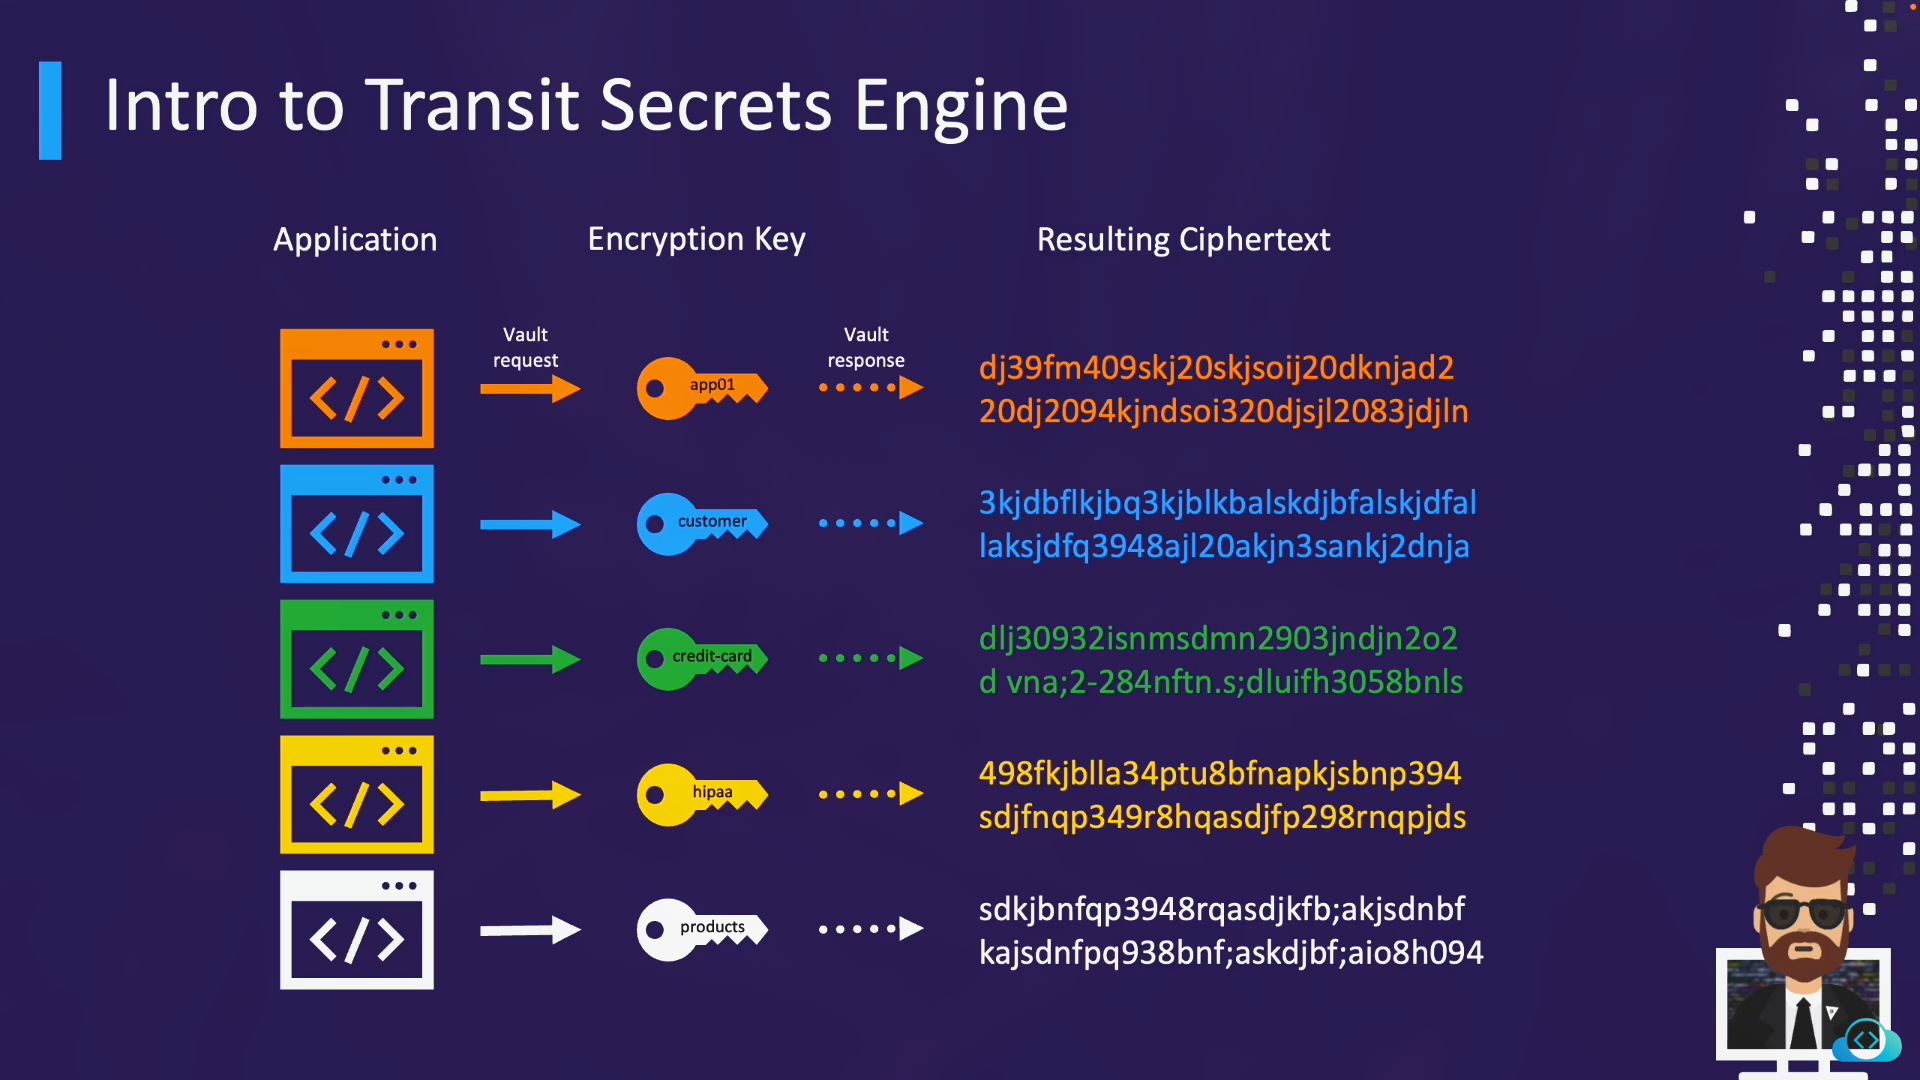 Intro to Transit Secrets Engine
Application
Encryption Key
Resulting Ciphertext
Vault
request
app01
Vault
response
dj39fm409skj20skjsoij20dknjad2
20dj2094kjndsoi320djsjl2083jdjln
customer
3kjdbflkjbq3kjblkbalskdjbfalskjdfal
laksjdfq3948ajl20akjn3sankj2dnja
credit-card
dlj30932isnmsdmn2903jndjn2o2
d vna;2-284nftn.s;dluifh3058bnls
hipaa
498fkjblla34ptu8bfnapkjsbnp394
sdjfnqp349r8hqasdjfp298rnqpjds
products
sdkjbnfqp3948rqasdjkfb;akjsdnbf
kajsdnfpq938bnf;askdjbf;aio8h094